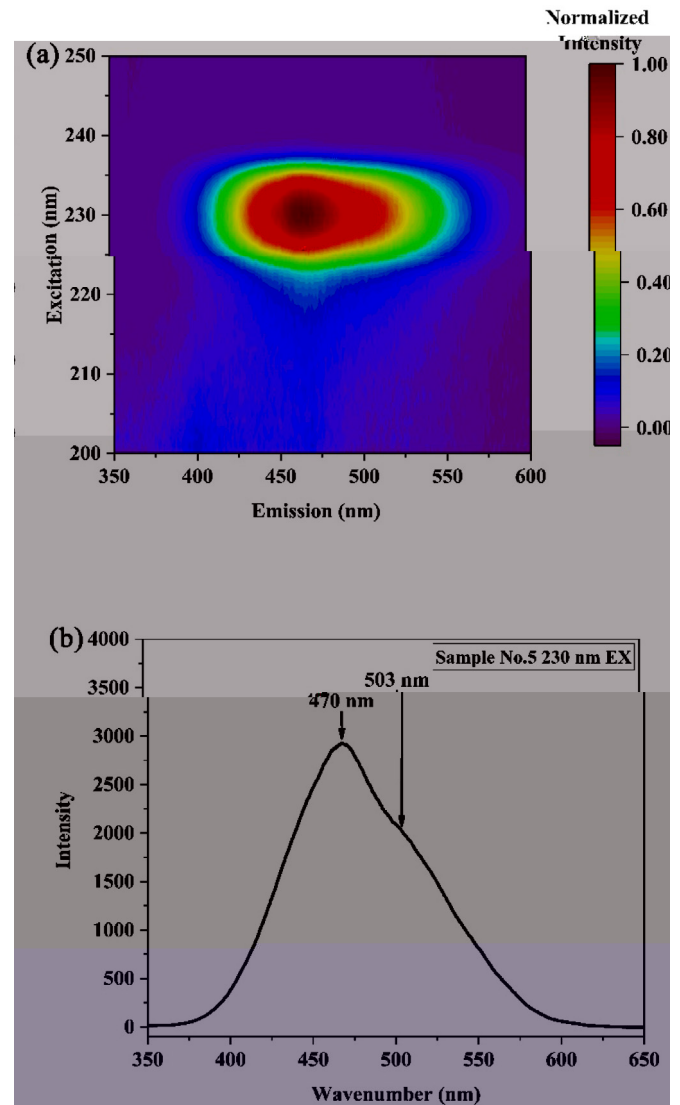 Normalized
Intensity
(a)
250
240
230
220
210
200
Excitation (nm)
350 400 450 500 550 600
Emission (nm)
1.00
0.80
0.60
0.40
0.20
0.00
(b)
4000
3500
3000
2500
2000
1500
1000
500
0
Intensity
Sample No.5 230 nm EX
503 nm
470 nm
350 400 450 500 550 600 650
Wavenumber (nm)